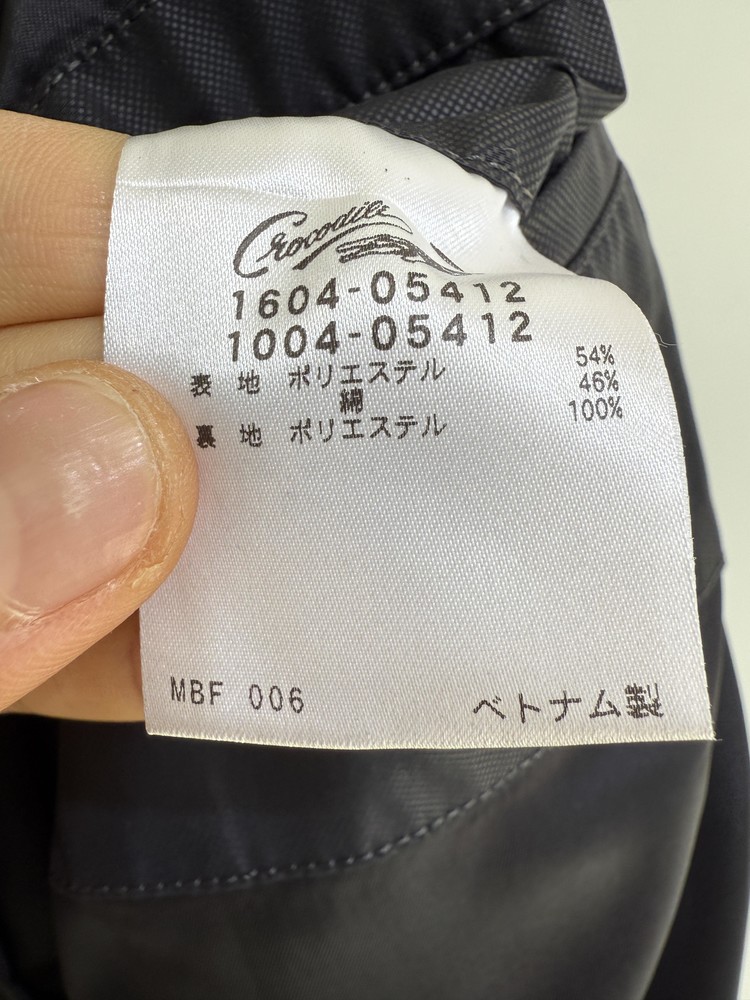 Crocodile
1604-05412
1004-05412
表 地 ポリエステル 54%
綿 46%
裏 地 ポリエステル 100%
MBF 006 ベトナム製